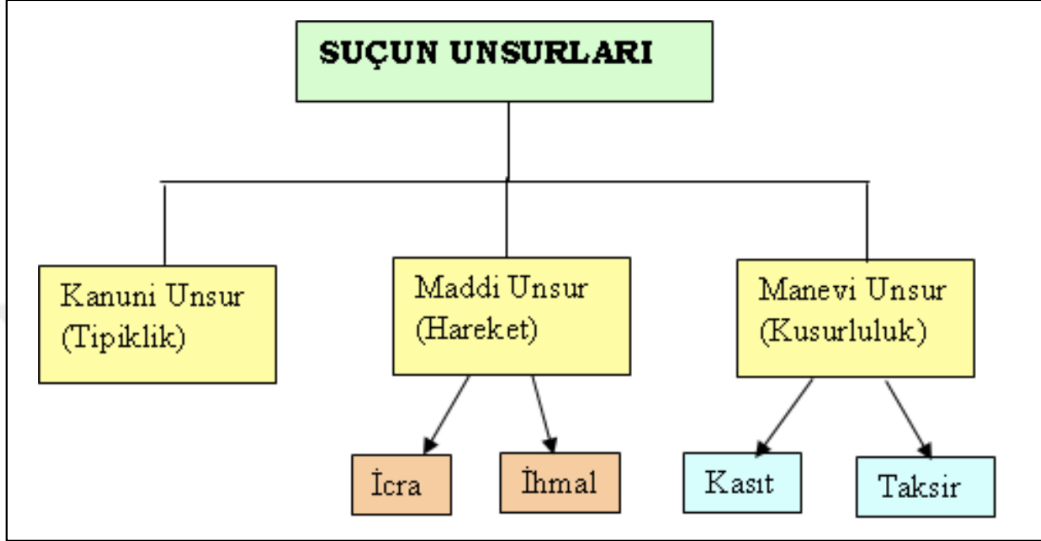 SUÇUN UNSURLARI
Kanuni Unsur
(Tipiklik)
Maddi Unsur
(Hareket)
Manevi Unsur
(Kusurluluk)
İcra
İhmal
Kasıt
Taksir